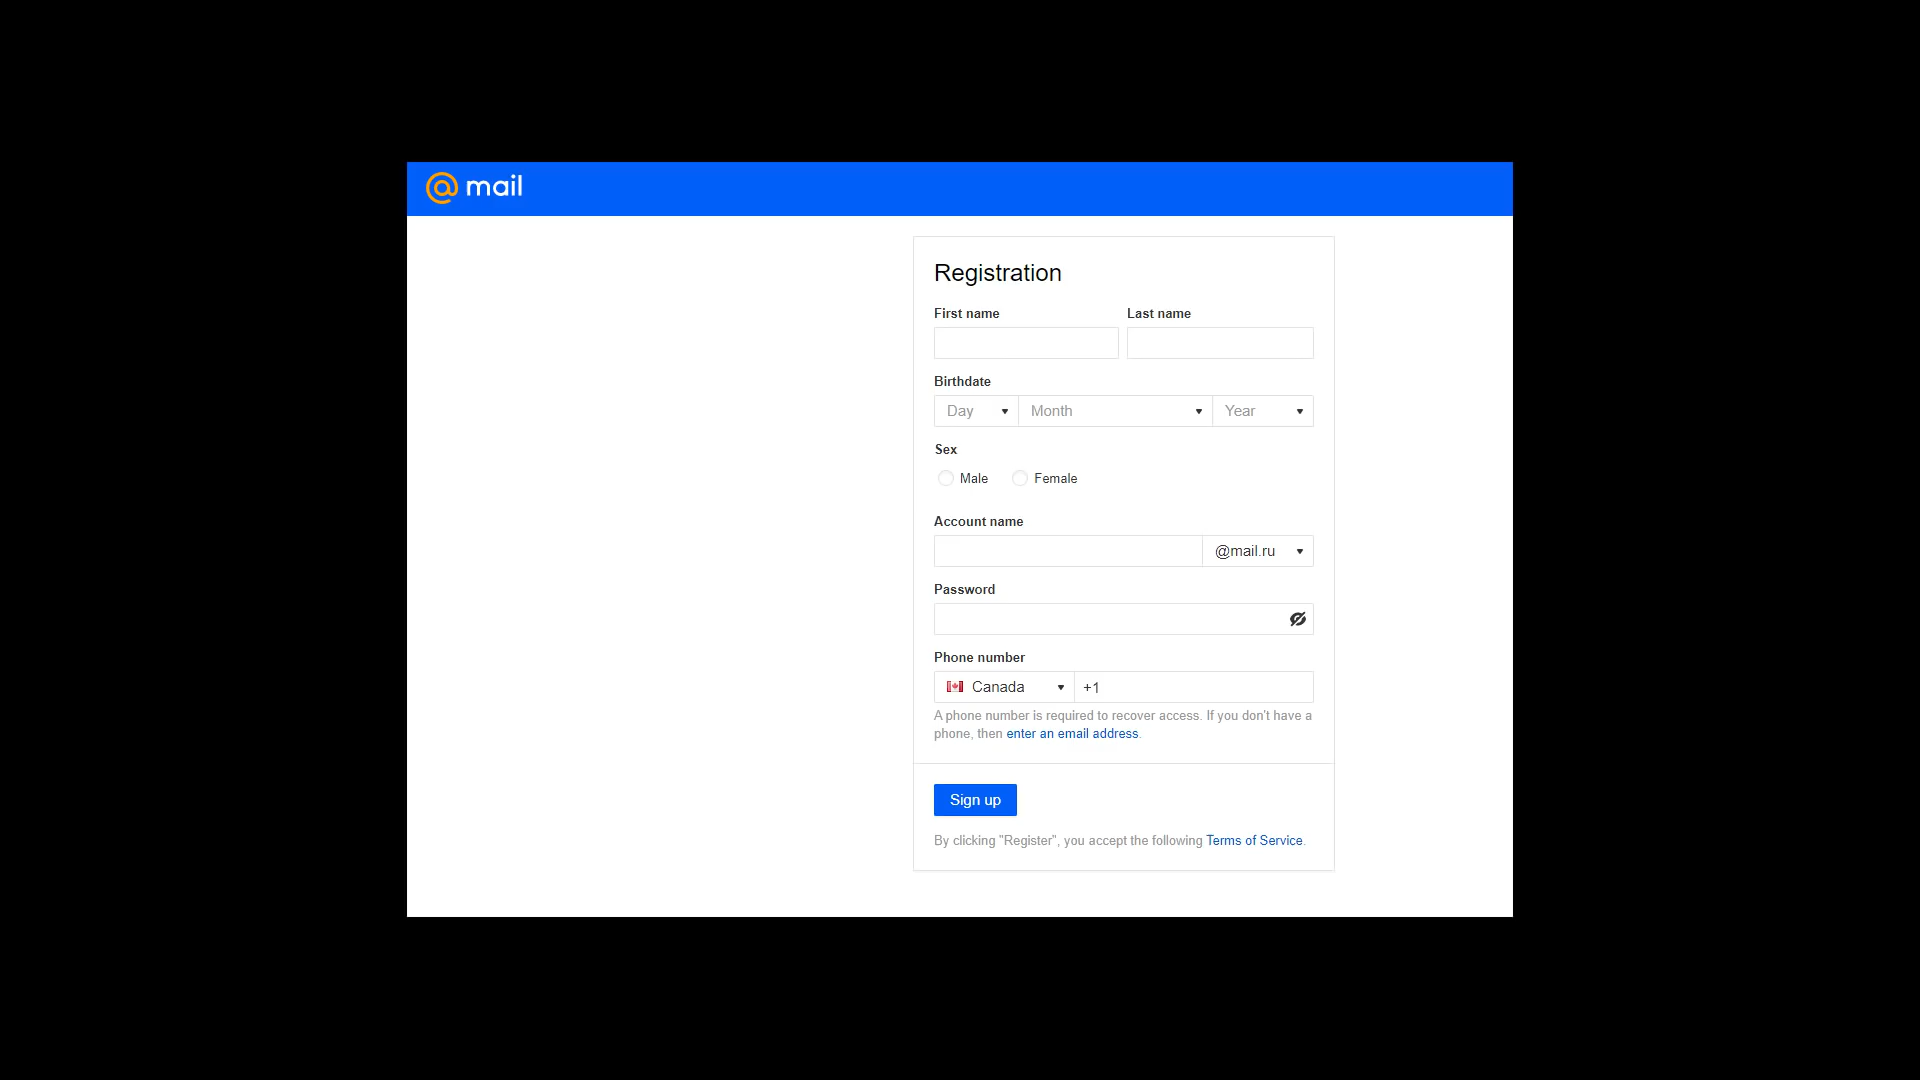 @mail
Registration
First name Last name
Birthdate
Day Month Year
Sex
Male Female
Account name
@mail.ru
Password
Phone number
Canada +1
A phone number is required to recover access. If you don't have a
phone, then enter an email address.
Sign up
By clicking "Register", you accept the following Terms of Service.